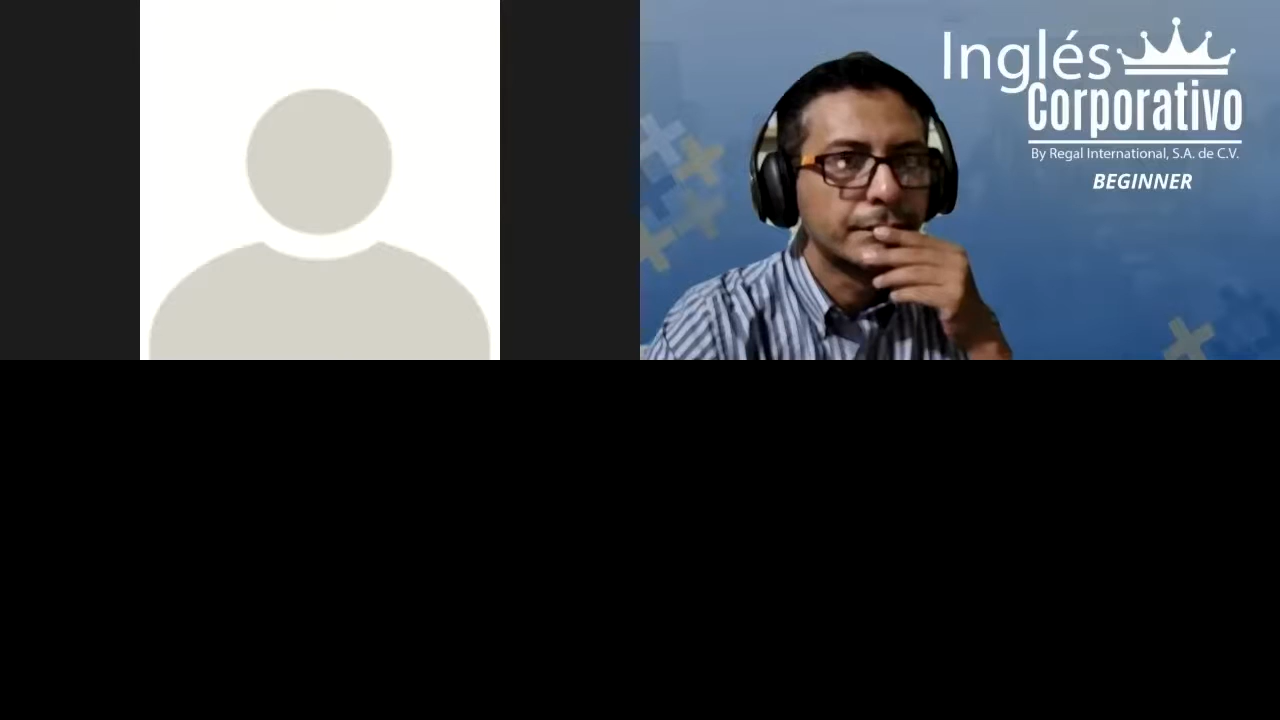 Inglés
Corporativo
By Regal International, S.A. de C.V.
BEGINNER